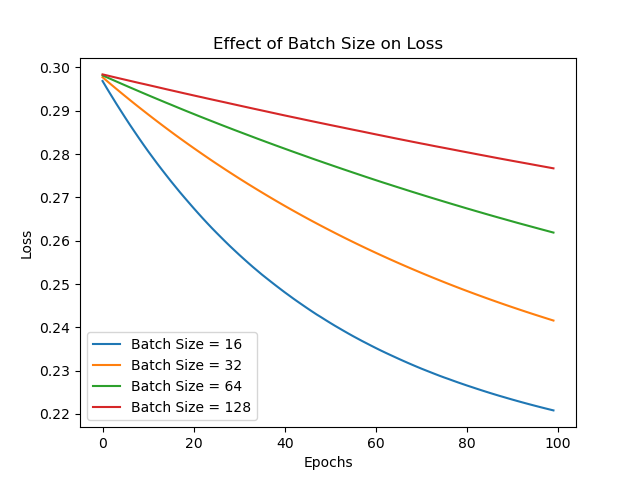 Effect of Batch Size on Loss
0.30
0.29
0.28
0.27
0.26
0.25
0.24
0.23
0.22
Loss
Batch Size = 16
Batch Size = 32
Batch Size = 64
Batch Size = 128
0 20 40 60 80 100
Epochs